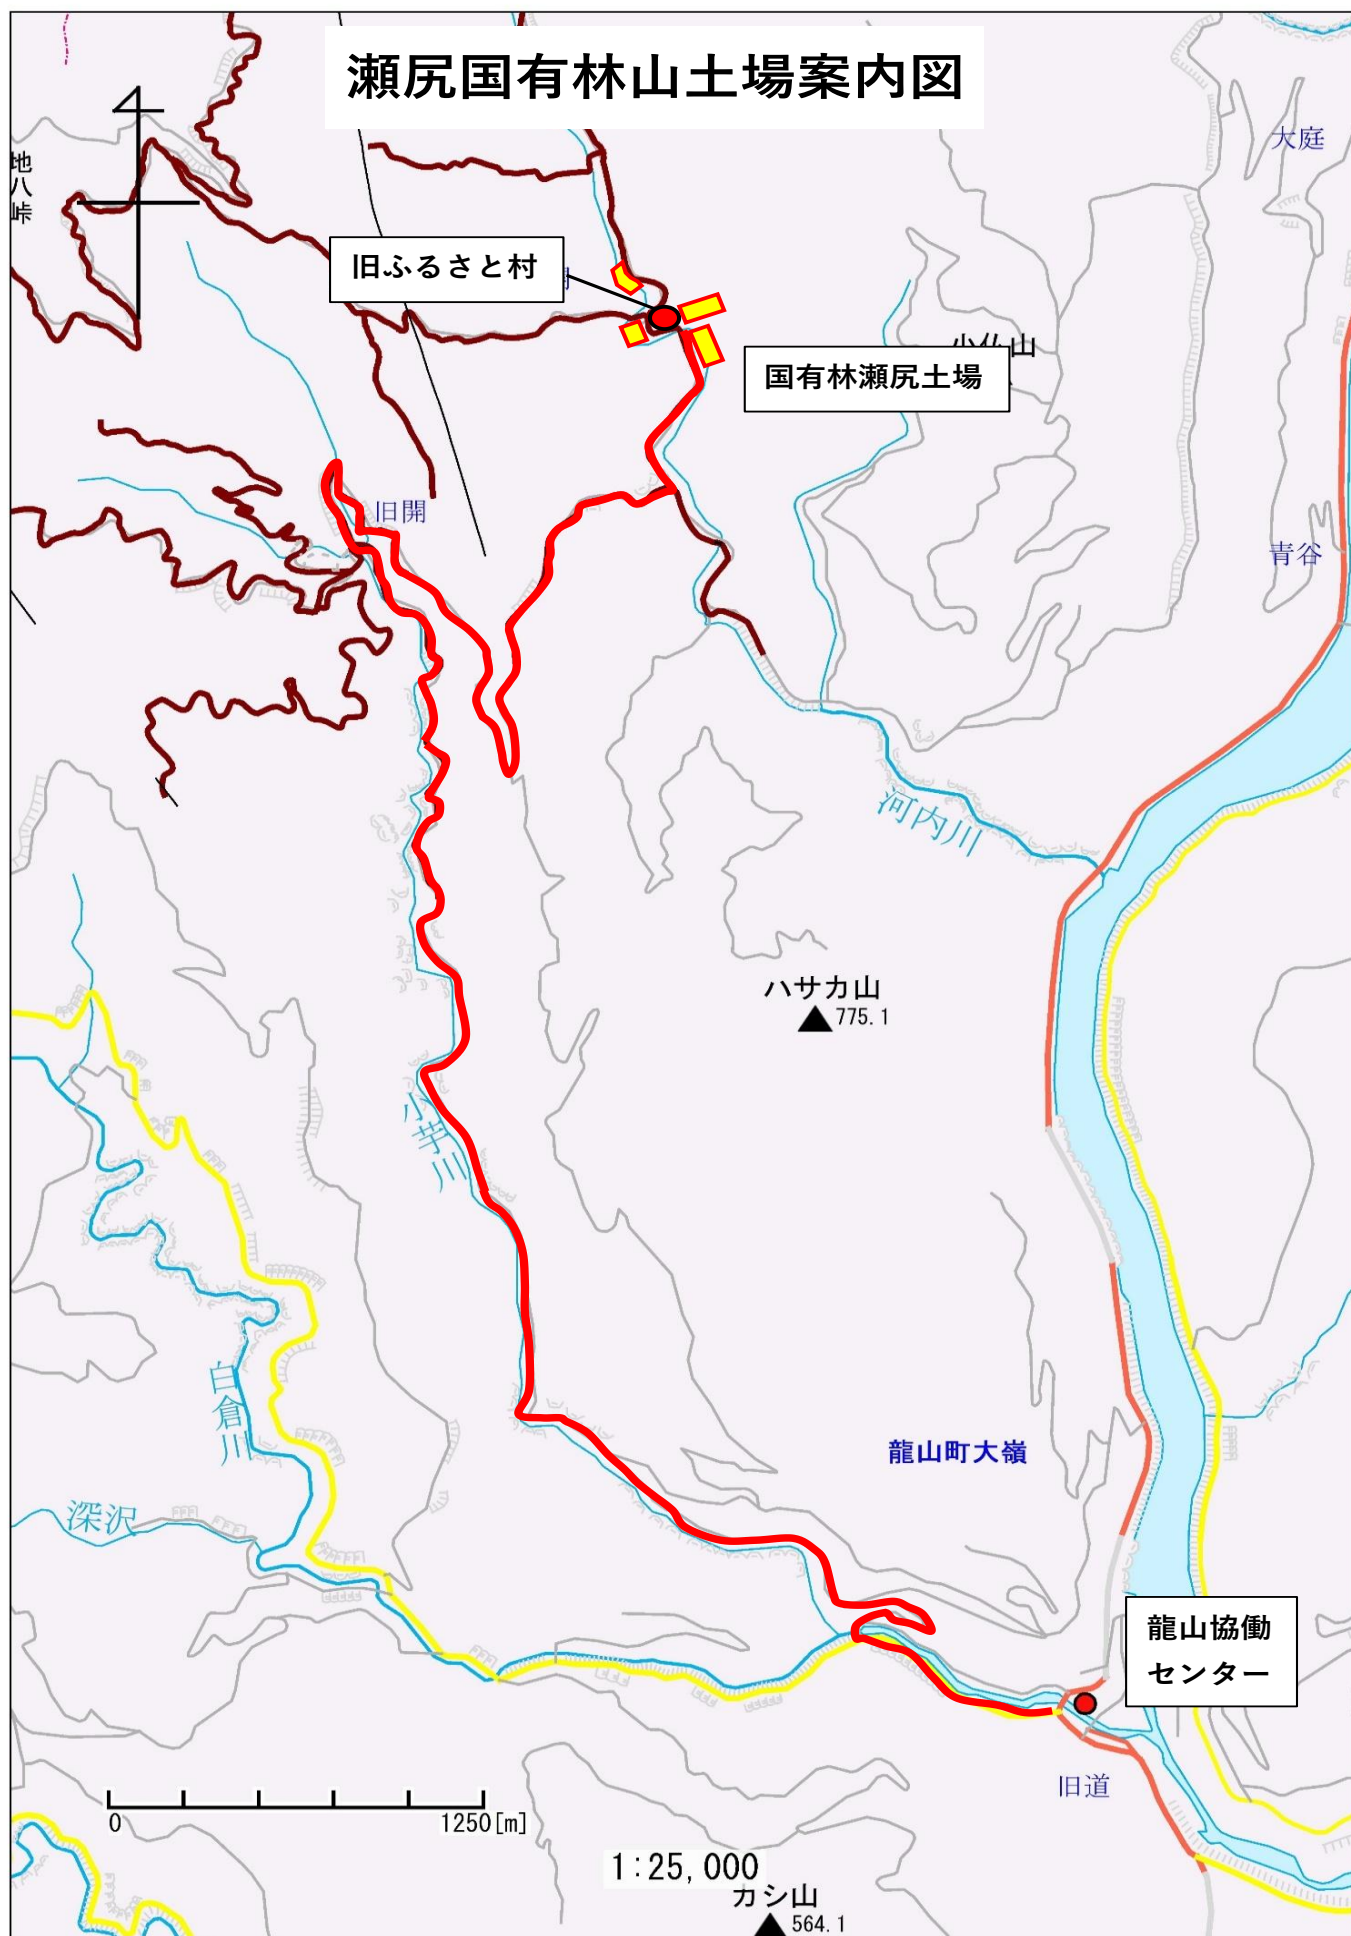 瀬尻国有林山土場案内図
大庭
地八峠
旧ふるさと村
国有林瀬尻土場
旧開
青谷
河内川
ハサカ山
775.1
小芋川
白倉川
龍山町大嶺
深沢
龍山協働
センター
旧道
0
1250[m]
1:25,000
カシ山
564.1